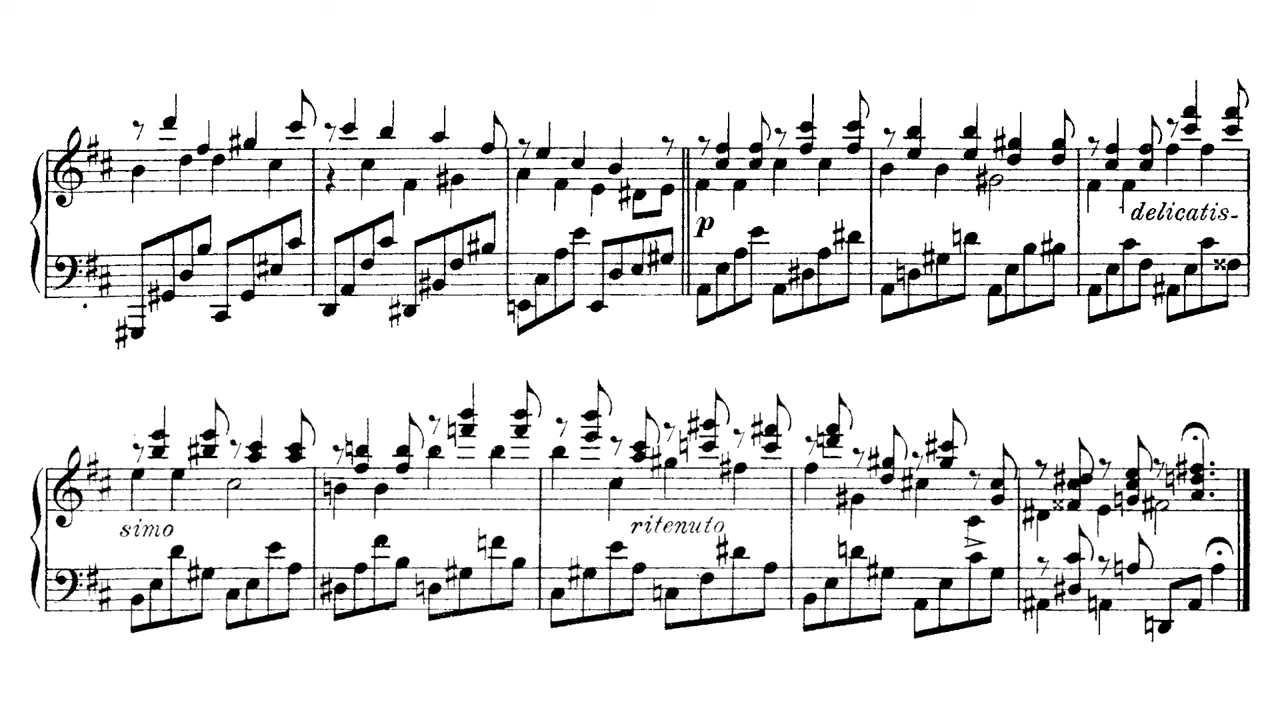 p
delicatis-
simo
ritenuto